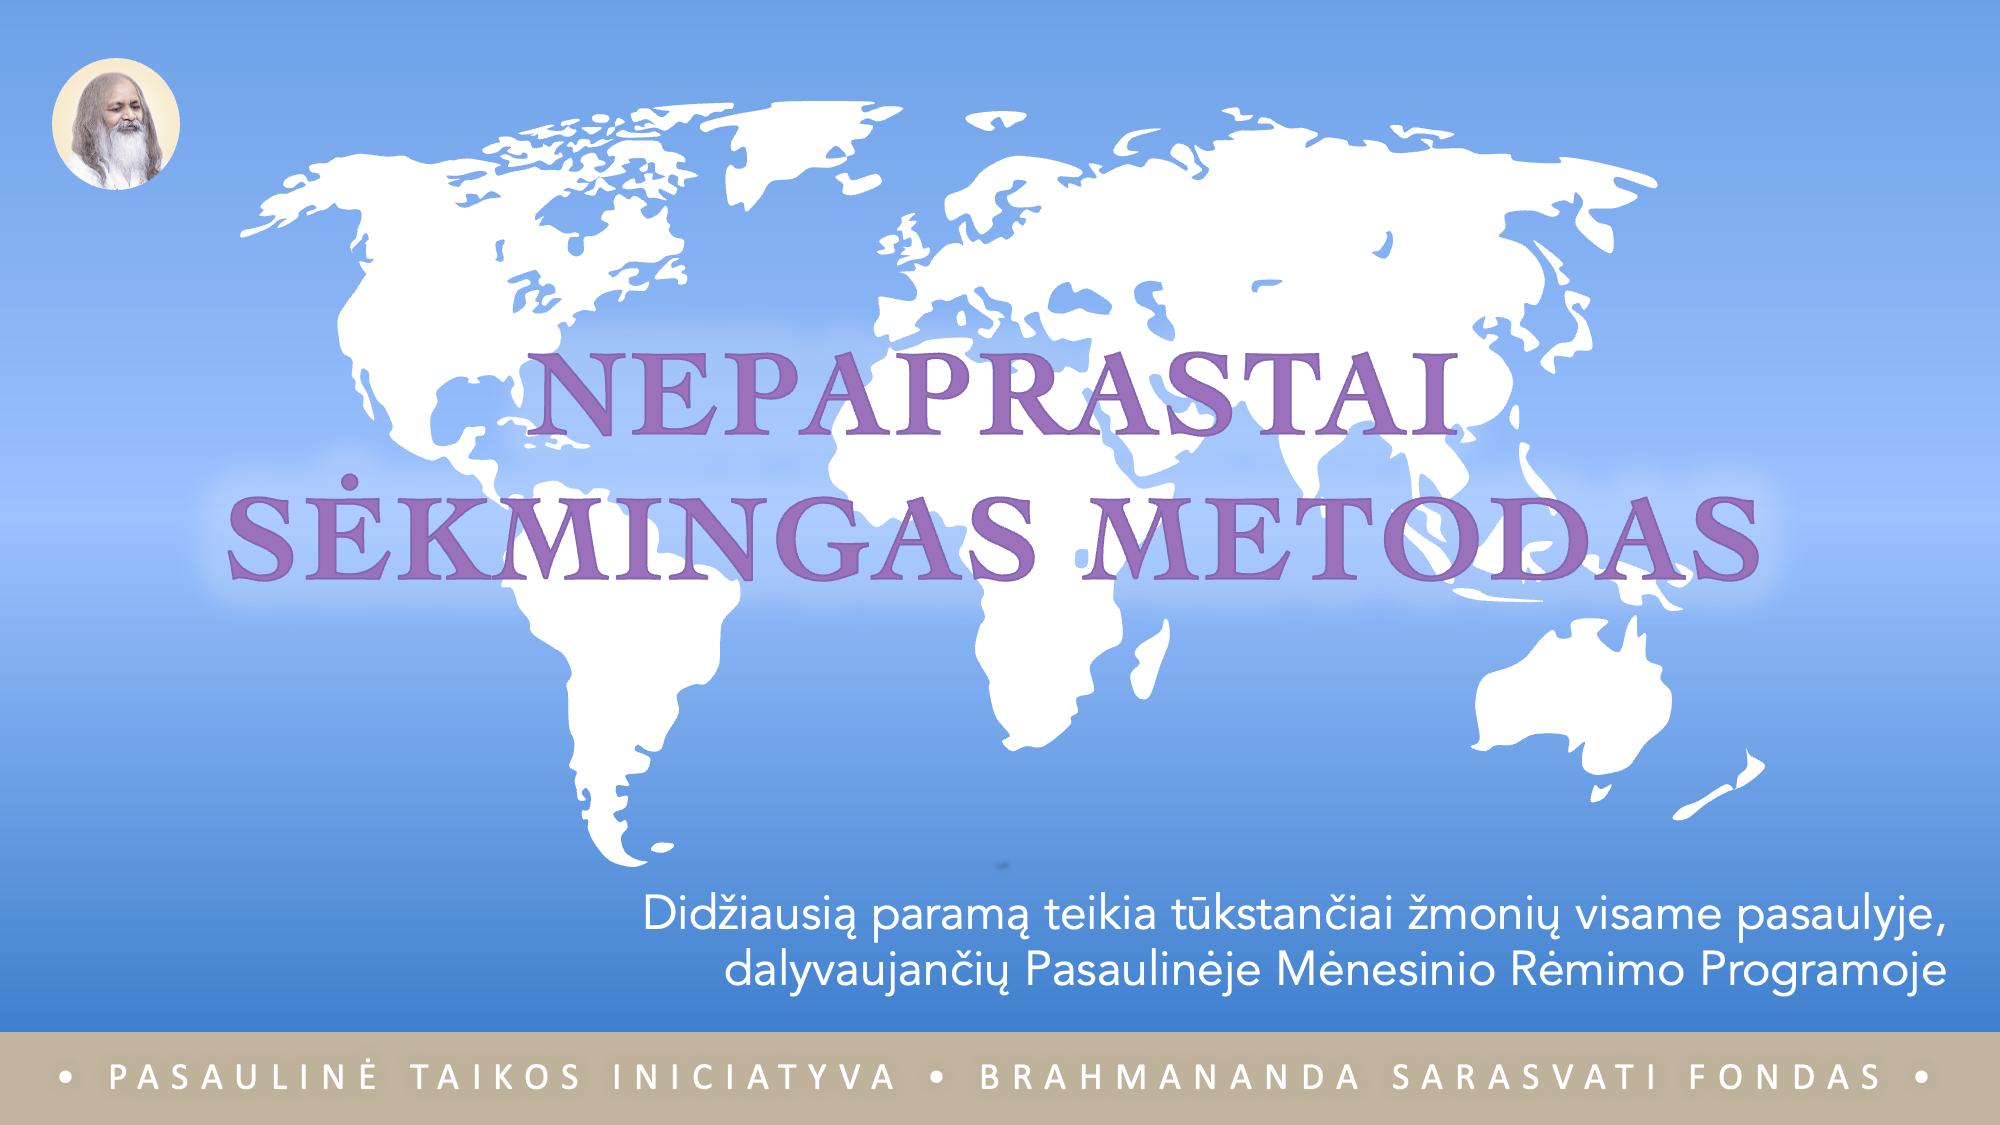 NEPAPRASTAI
SĖKMINGAS METODAS
Didžiausią paramą teikia tūkstančiai žmonių visame pasaulyje,
dalyvaujančių Pasaulinėje Mėnesinio Rėmimo Programoje
• PASAULINĖ TAIKOS INICIATYVA • BRAHMANANDA SARASVATI FONDAS •